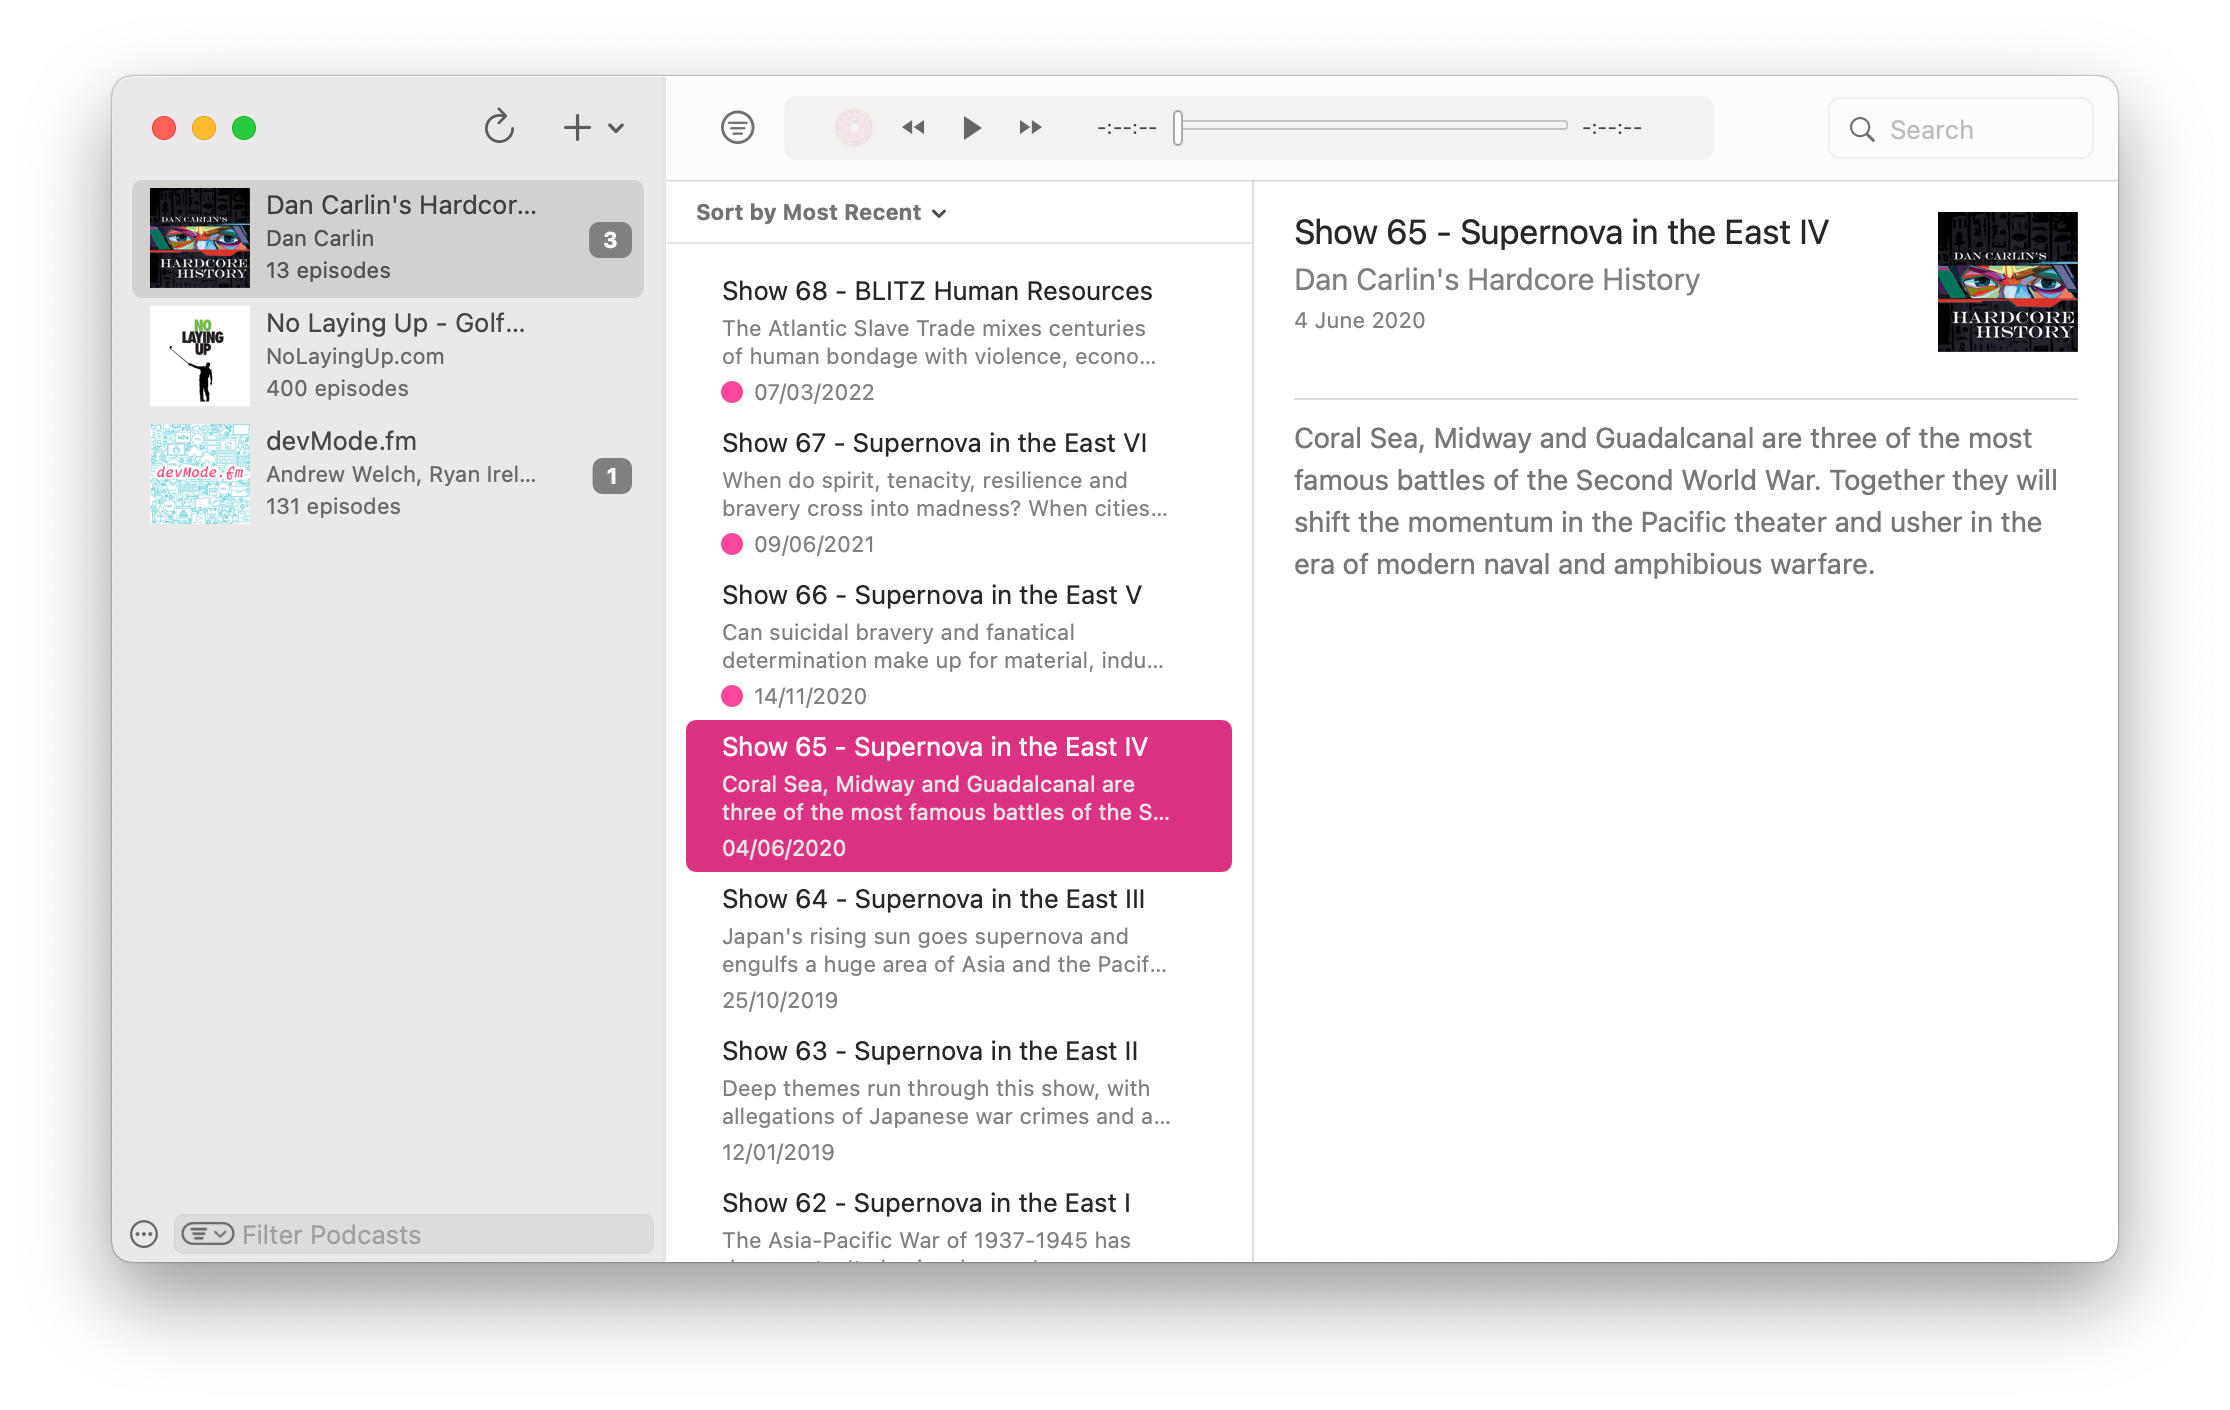 -:--:--
-:--:--
Search
DAN CARLIN'S
HARDCORE
HISTORY
Dan Carlin's Hardcor...
Dan Carlin
13 episodes
3
NO
LAYING
UP
No Laying Up - Golf...
NoLayingUp.com
400 episodes
devMode.fm
devMode.fm
Andrew Welch, Ryan Irel...
131 episodes
1
Filter Podcasts
Sort by Most Recent
Show 68 - BLITZ Human Resources
The Atlantic Slave Trade mixes centuries
of human bondage with violence, econo...
07/03/2022
Show 67 - Supernova in the East VI
When do spirit, tenacity, resilience and
bravery cross into madness? When cities...
09/06/2021
Show 66 - Supernova in the East V
Can suicidal bravery and fanatical
determination make up for material, indu...
14/11/2020
Show 65 - Supernova in the East IV
Coral Sea, Midway and Guadalcanal are
three of the most famous battles of the S...
04/06/2020
Show 64 - Supernova in the East III
Japan's rising sun goes supernova and
engulfs a huge area of Asia and the Pacif...
25/10/2019
Show 63 - Supernova in the East II
Deep themes run through this show, with
allegations of Japanese war crimes and a...
12/01/2019
Show 62 - Supernova in the East I
The Asia-Pacific War of 1937-1945 has
Show 65 - Supernova in the East IV
Dan Carlin's Hardcore History
4 June 2020
DAN CARLIN'S
HARDCORE
HISTORY
Coral Sea, Midway and Guadalcanal are three of the most
famous battles of the Second World War. Together they will
shift the momentum in the Pacific theater and usher in the
era of modern naval and amphibious warfare.